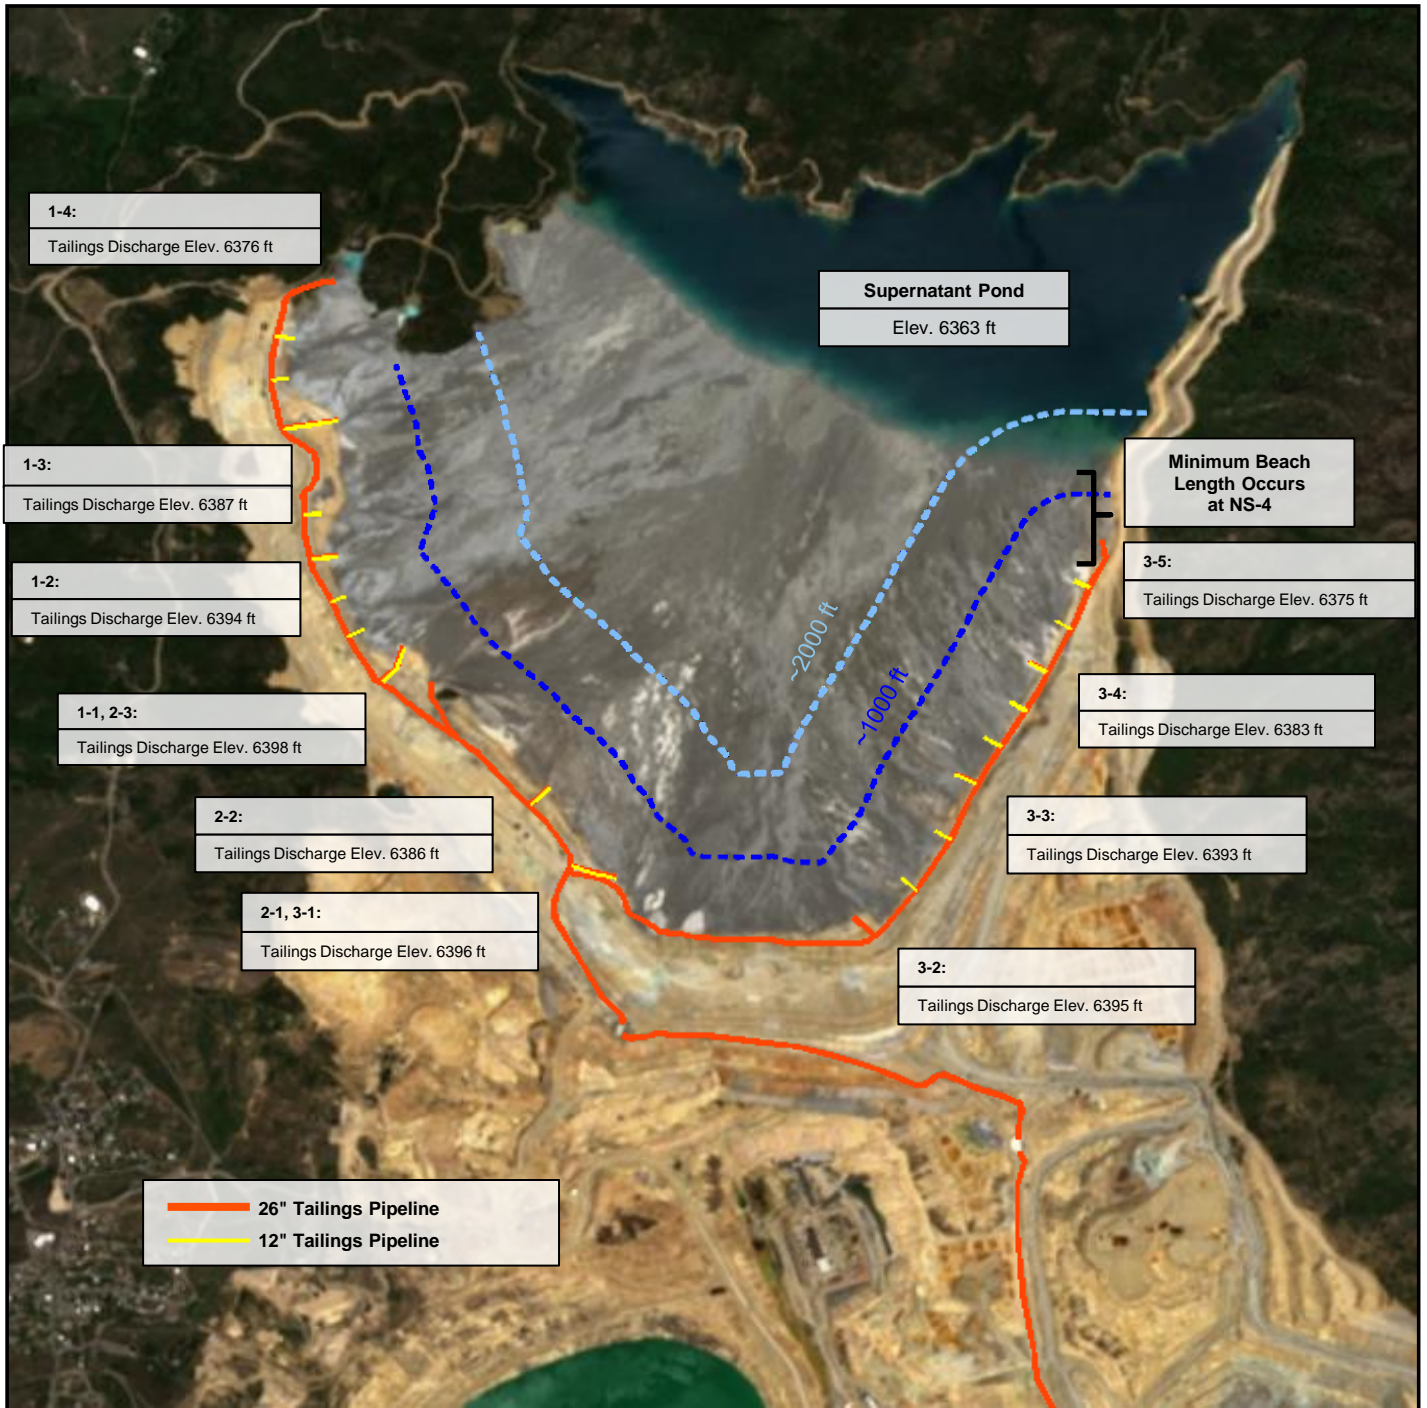 1-4:
Tailings Discharge Elev. 6376 ft
Supernatant Pond
Elev. 6363 ft
1-3:
Tailings Discharge Elev. 6387 ft
Minimum Beach
Length Occurs
at NS-4
3-5:
Tailings Discharge Elev. 6375 ft
1-2:
Tailings Discharge Elev. 6394 ft
~2000 ft
~1000 ft
3-4:
Tailings Discharge Elev. 6383 ft
1-1, 2-3:
Tailings Discharge Elev. 6398 ft
2-2:
Tailings Discharge Elev. 6386 ft
3-3:
Tailings Discharge Elev. 6393 ft
2-1, 3-1:
Tailings Discharge Elev. 6396 ft
3-2:
Tailings Discharge Elev. 6395 ft
26" Tailings Pipeline
12" Tailings Pipeline